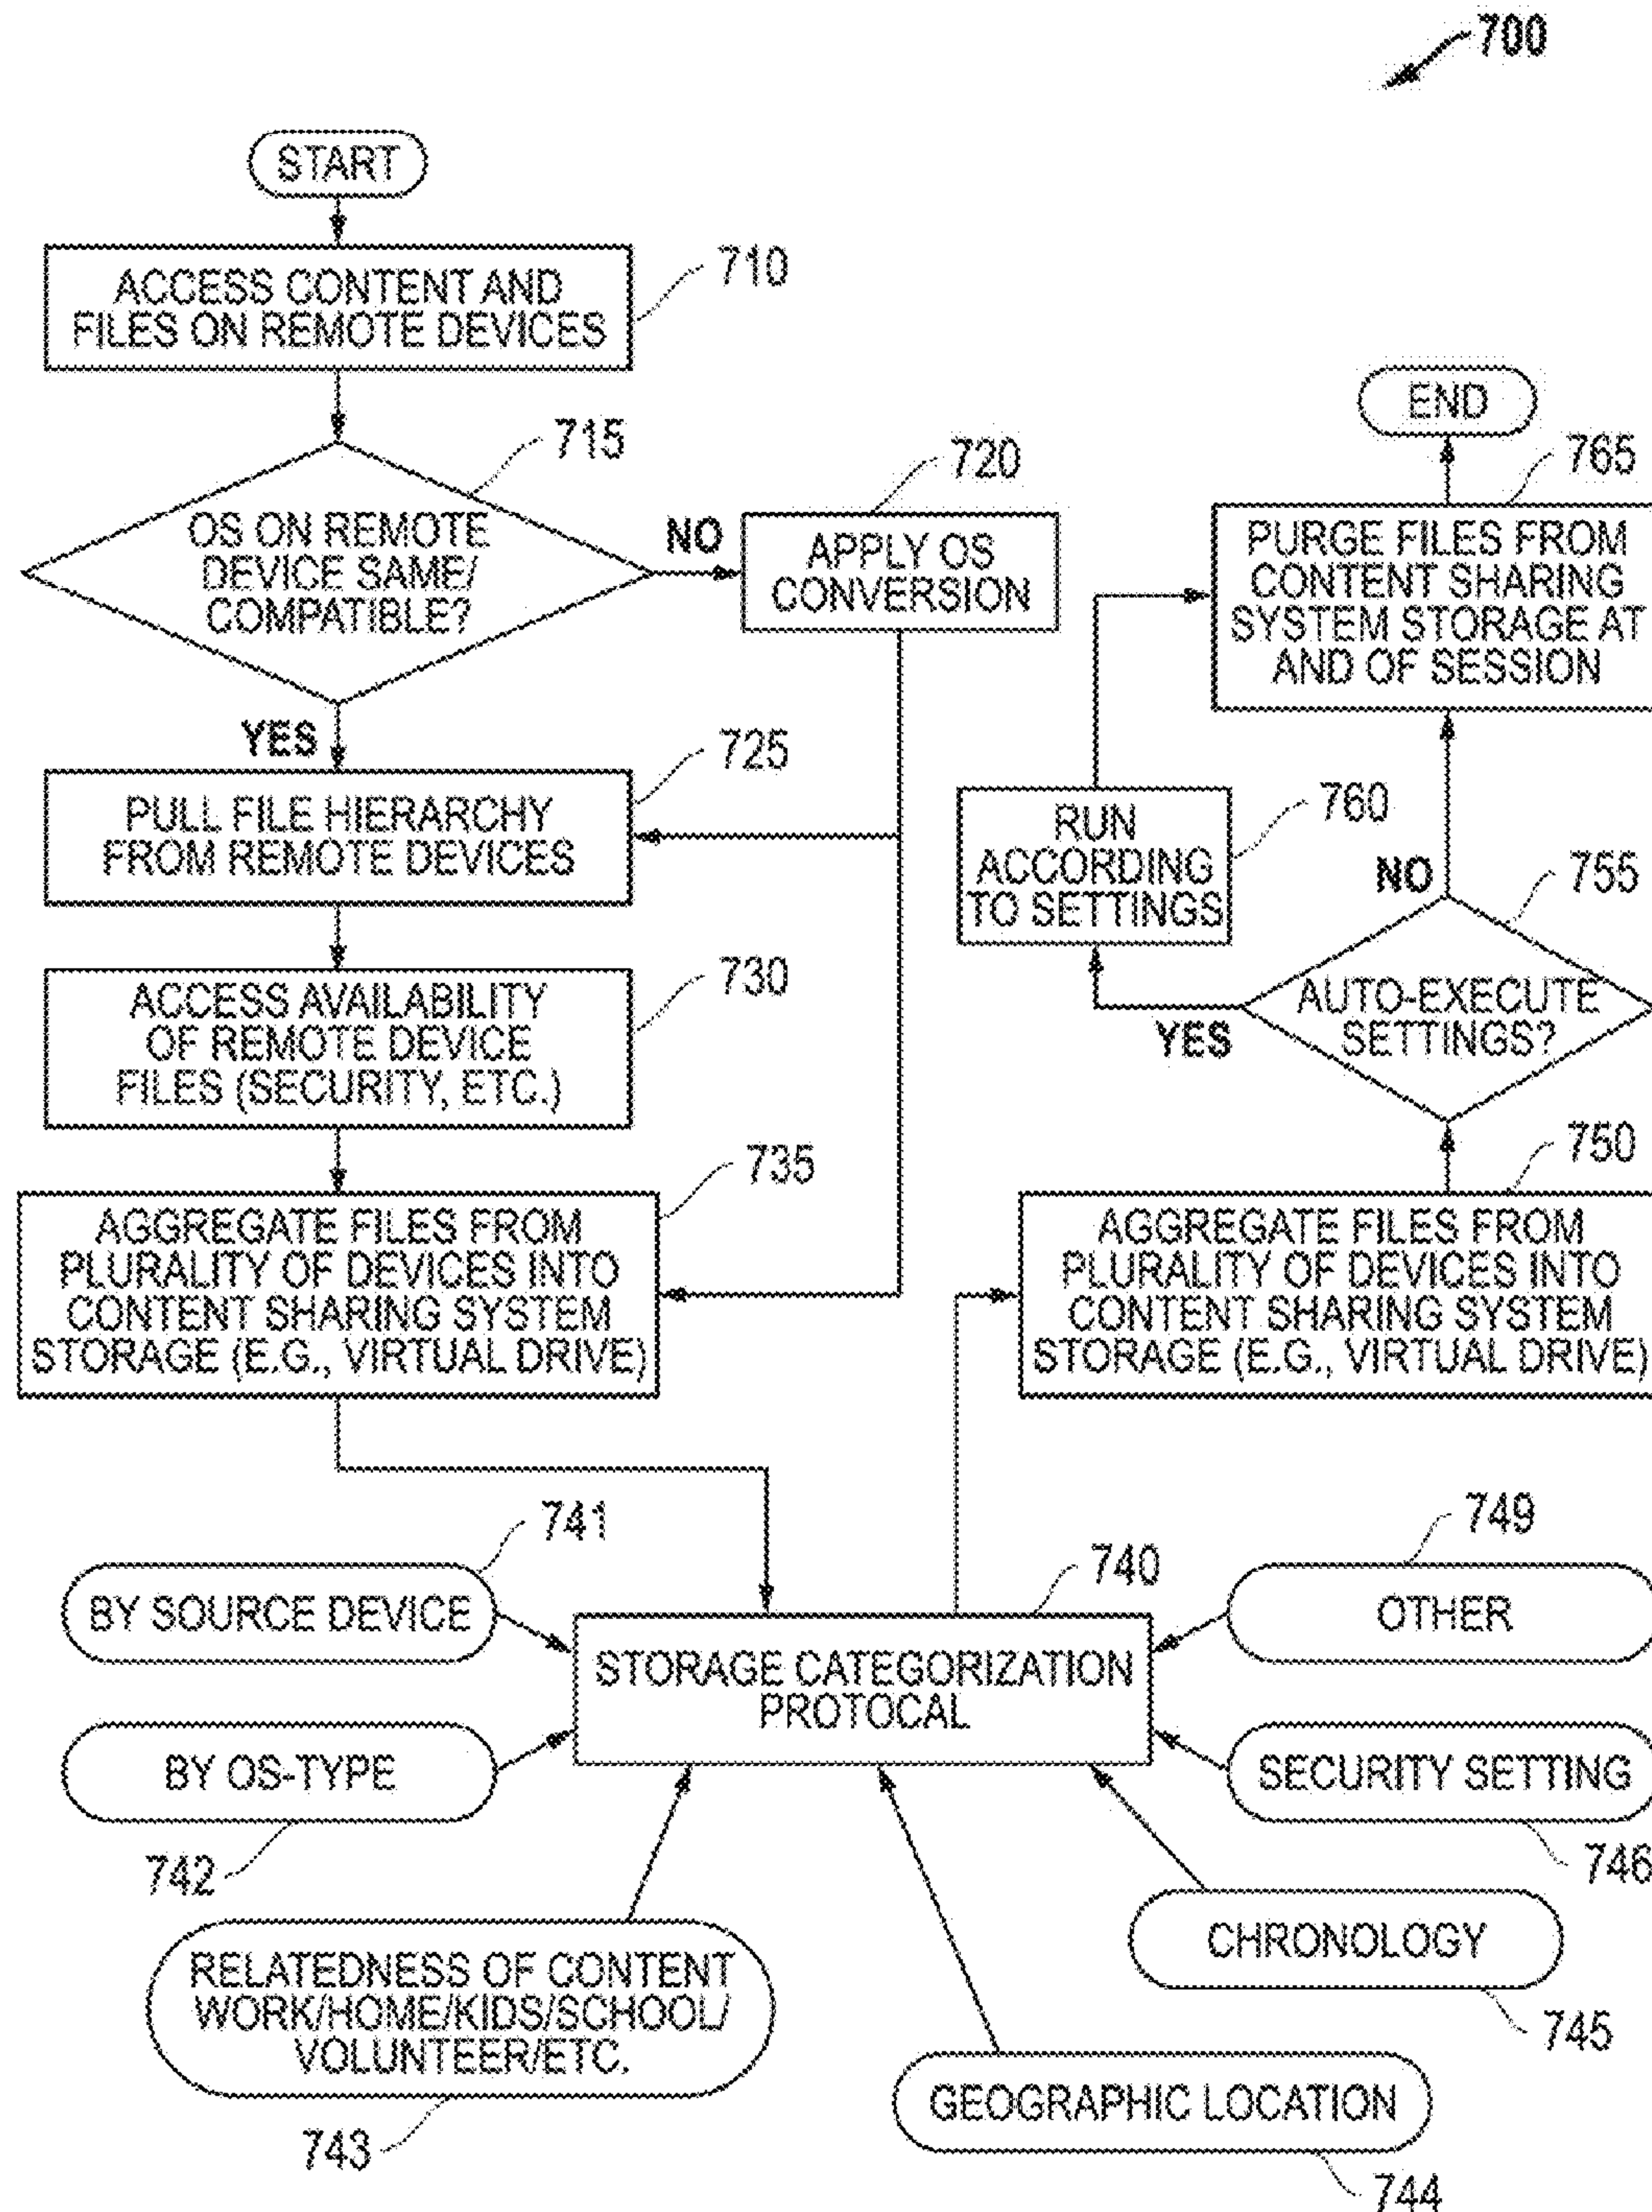 700
START
710
ACCESS CONTENT AND
FILES ON REMOTE DEVICES
715
OS ON REMOTE
DEVICE SAME/
COMPATIBLE?
NO
720
APPLY OS
CONVERSION
YES
725
PULL FILE HIERARCHY
FROM REMOTE DEVICES
730
ACCESS AVAILABILITY
OF REMOTE DEVICE
FILES (SECURITY, ETC.)
735
AGGREGATE FILES FROM
PLURALITY OF DEVICES INTO
CONTENT SHARING SYSTEM
STORAGE (E.G., VIRTUAL DRIVE)
740
STORAGE CATEGORIZATION
PROTOCAL
741
BY SOURCE DEVICE
BY OS-TYPE
742
RELATEDNESS OF CONTENT
WORK/HOME/KIDS/SCHOOL/
VOLUNTEER/ETC.
743
GEOGRAPHIC LOCATION
744
CHRONOLOGY
745
SECURITY SETTING
746
749
OTHER
750
AGGREGATE FILES FROM
PLURALITY OF DEVICES INTO
CONTENT SHARING SYSTEM
STORAGE (E.G., VIRTUAL DRIVE)
755
AUTO-EXECUTE
SETTINGS?
YES
NO
760
RUN
ACCORDING
TO SETTINGS
765
PURGE FILES FROM
CONTENT SHARING
SYSTEM STORAGE AT
AND OF SESSION
END